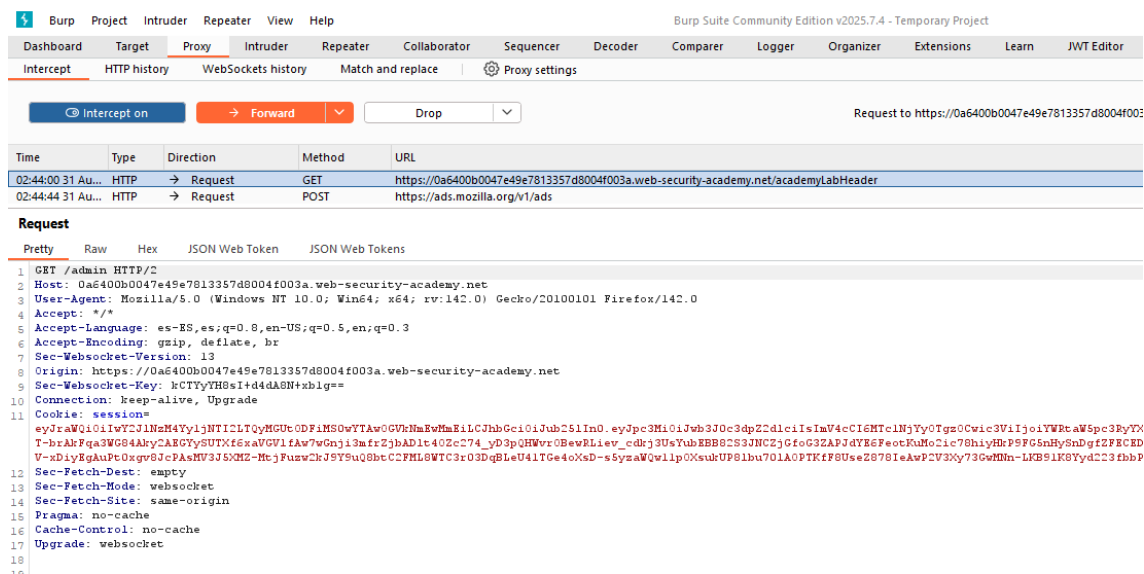 Burp Project Intruder Repeater View Help Burp Suite Community Edition v2025.7.4 - Temporary Project
Dashboard Target Proxy Intruder Repeater Collaborator Sequencer Decoder Comparer Logger Organizer Extensions Learn JWT Editor
Intercept HTTP history WebSockets history Match and replace Proxy settings
Intercept on Forward Drop Request to https://0a6400b0047e49e7813357d8004f003
Time Type Direction Method URL
02:44:00 31 Au... HTTP → Request GET https://0a6400b0047e49e7813357d8004f003a.web-security-academy.net/academyLabHeader
02:44:44 31 Au... HTTP → Request POST https://ads.mozilla.org/v1/ads
Request
Pretty Raw Hex JSON Web Token JSON Web Tokens
1 GET /admin HTTP/2
2 Host: 0a6400b0047e49e7813357d8004f003a.web-security-academy.net
3 User-Agent: Mozilla/5.0 (Windows NT 10.0; Win64; x64; rv:142.0) Gecko/20100101 Firefox/142.0
4 Accept: */*
5 Accept-Language: es-ES,es;q=0.8,en-US;q=0.5,en;q=0.3
6 Accept-Encoding: gzip, deflate, br
7 Sec-Websocket-Version: 13
8 Origin: https://0a6400b0047e49e7813357d8004f003a.web-security-academy.net
9 Sec-Websocket-Key: kCTYyYH8sI+d4dA8N+xb1g==
10 Connection: keep-alive, Upgrade
11 Cookie: session=
12 Sec-Fetch-Dest: empty
13 Sec-Fetch-Mode: websocket
14 Sec-Fetch-Site: same-origin
15 Pragma: no-cache
16 Cache-Control: no-cache
17 Upgrade: websocket
18